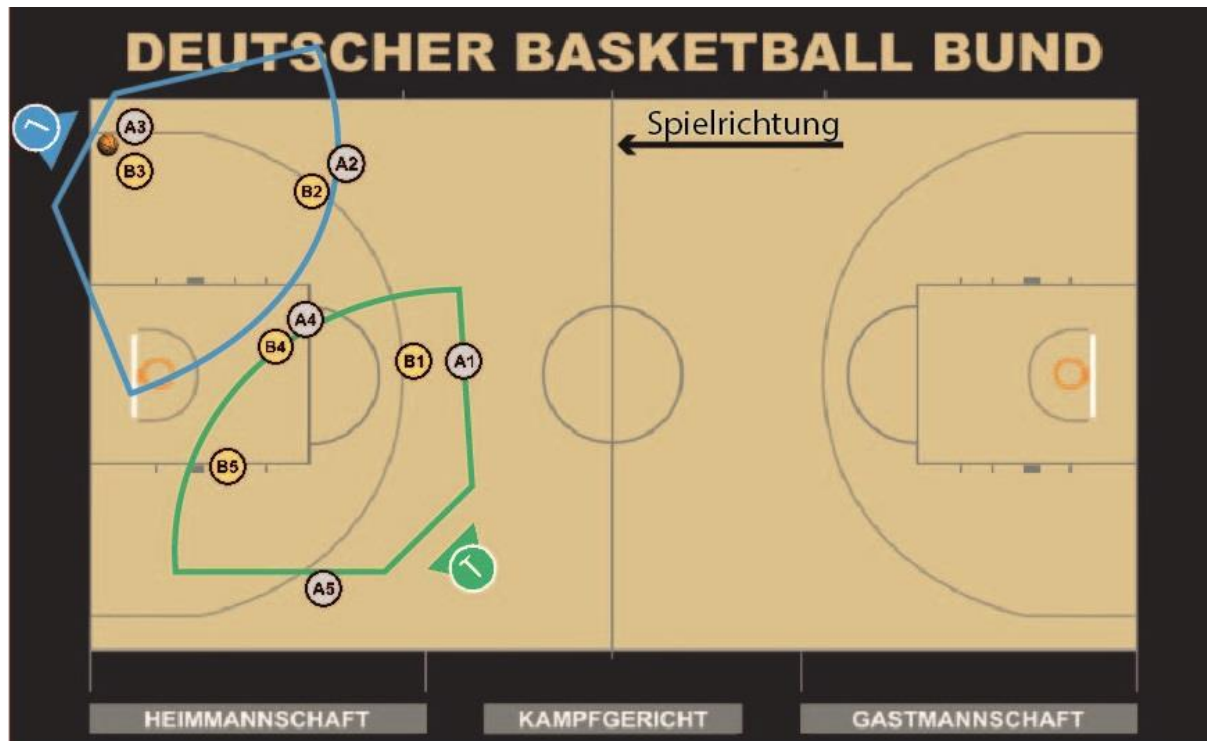 DEUTSCHER BASKETBALL BUND
Spielrichtung
L
A3
B3
A2
B2
A4
B4
B1
A1
B5
T
A5
HEIMMANNSCHAFT
KAMPFGERICHT
GASTMANNSCHAFT